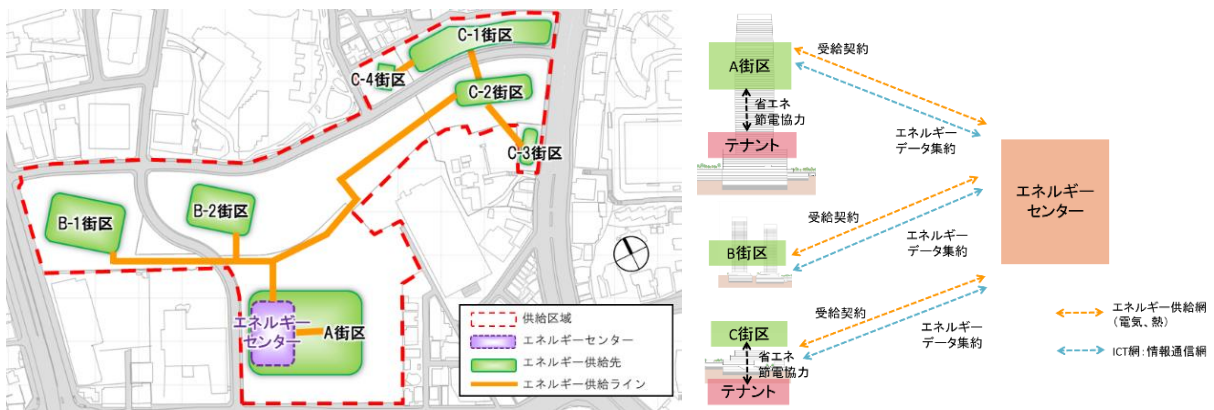 C-1街区
C-4街区
C-2街区
C-3街区
B-1街区
B-2街区
エネルギー
センター
A街区
供給区域
エネルギーセンター
エネルギー供給先
エネルギー供給ライン
A街区
省エネ
節電協力
テナント
受給契約
エネルギー
データ集約
B街区
受給契約
エネルギー
データ集約
C街区
省エネ
節電協力
テナント
受給契約
エネルギー
データ集約
エネルギー
センター
エネルギー供給網
(電気、熱)
ICT網:情報通信網